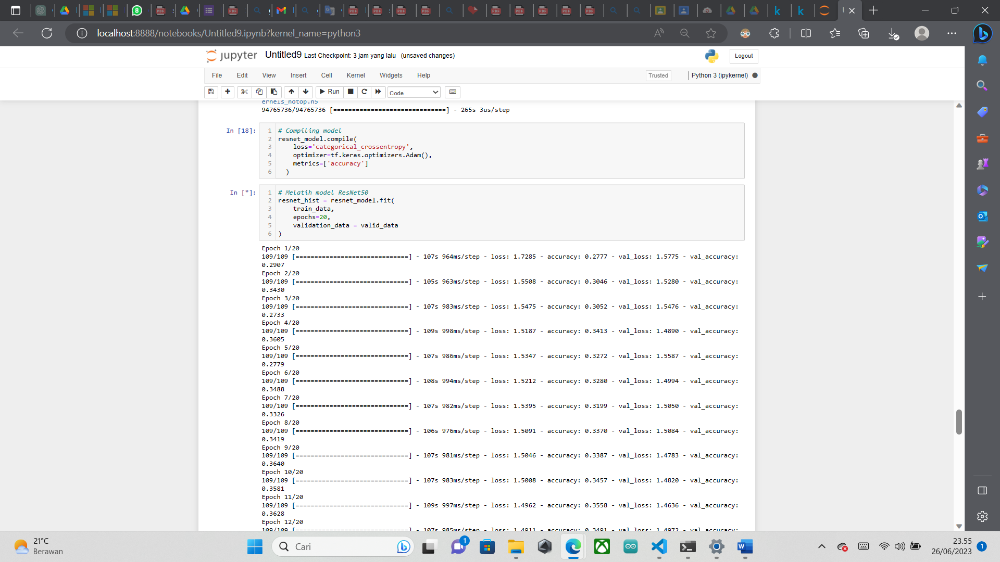 localhost:8888/notebooks/Untitled9.ipynb?kernel_name=python3
jupyter Untitled9 Last Checkpoint: 3 jam yang lalu (unsaved changes)
Logout
File Edit View Insert Cell Kernel Widgets Help
Trusted
Python 3 (ipykernel)
Run
Code
ernels_notop.h5
94765736/94765736 [==============================] - 265s 3us/step
In [18]:
1 # Compiling model
2 resnet_model.compile(
3 loss='categorical_crossentropy',
4 optimizer=tf.keras.optimizers.Adam(),
5 metrics=['accuracy']
6 )
In [*]:
1 # Melatih model ResNet50
2 resnet_hist = resnet_model.fit(
3 train_data,
4 epochs=20,
5 validation_data = valid_data
6 )
Epoch 1/20
109/109 [==============================] - 107s 964ms/step - loss: 1.7285 - accuracy: 0.2777 - val_loss: 1.5775 - val_accuracy:
0.2907
Epoch 2/20
109/109 [==============================] - 105s 963ms/step - loss: 1.5508 - accuracy: 0.3046 - val_loss: 1.5280 - val_accuracy:
0.3430
Epoch 3/20
109/109 [==============================] - 107s 983ms/step - loss: 1.5475 - accuracy: 0.3052 - val_loss: 1.5476 - val_accuracy:
0.2733
Epoch 4/20
109/109 [==============================] - 109s 998ms/step - loss: 1.5187 - accuracy: 0.3413 - val_loss: 1.4890 - val_accuracy:
0.3605
Epoch 5/20
109/109 [==============================] - 107s 986ms/step - loss: 1.5347 - accuracy: 0.3272 - val_loss: 1.5587 - val_accuracy:
0.2779
Epoch 6/20
109/109 [==============================] - 108s 994ms/step - loss: 1.5212 - accuracy: 0.3280 - val_loss: 1.4994 - val_accuracy:
0.3488
Epoch 7/20
109/109 [==============================] - 107s 982ms/step - loss: 1.5395 - accuracy: 0.3199 - val_loss: 1.5050 - val_accuracy:
0.3326
Epoch 8/20
109/109 [==============================] - 106s 976ms/step - loss: 1.5091 - accuracy: 0.3370 - val_loss: 1.5084 - val_accuracy:
0.3419
Epoch 9/20
109/109 [==============================] - 107s 981ms/step - loss: 1.5046 - accuracy: 0.3387 - val_loss: 1.4783 - val_accuracy:
0.3640
Epoch 10/20
109/109 [==============================] - 107s 983ms/step - loss: 1.5008 - accuracy: 0.3457 - val_loss: 1.4820 - val_accuracy:
0.3581
Epoch 11/20
109/109 [==============================] - 109s 997ms/step - loss: 1.4962 - accuracy: 0.3558 - val_loss: 1.4636 - val_accuracy:
0.3628
Epoch 12/20
109/109 [==============================] - 107s 985ms/step - loss: 1.4911 - accuracy: 0.3491 - val_loss: 1.4972 - val_accuracy:
21°C
Berawan
Cari
1
23.55
26/06/2023
1